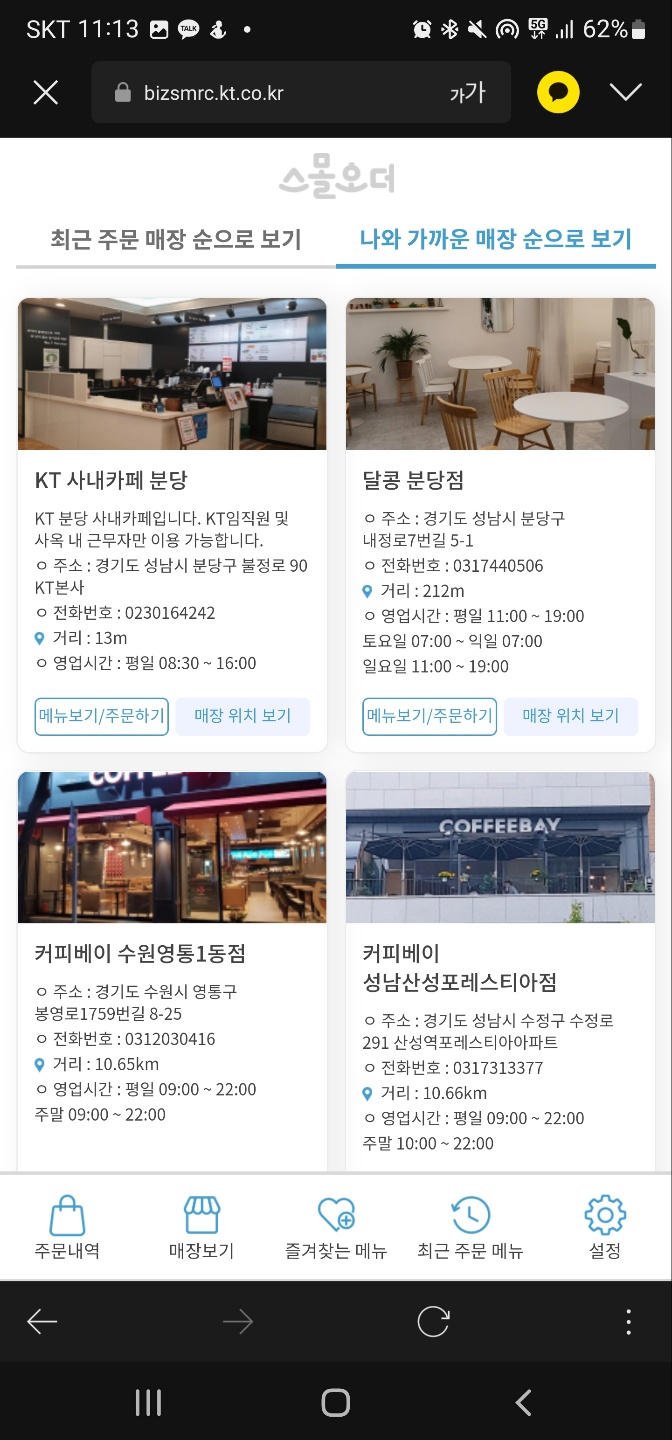 SKT 11:13 TALK 5G 62%
bizsmrc.kt.co.kr 가가
스몰오더
최근 주문 매장 순으로 보기
나와 가까운 매장 순으로 보기
KT 사내카페 분당
KT 분당 사내카페입니다. KT임직원 및
사옥 내 근무자만 이용 가능합니다.
ㅇ 주소 : 경기도 성남시 분당구 불정로 90
KT본사
ㅇ 전화번호 : 0230164242
거리 : 13m
ㅇ 영업시간 : 평일 08:30 ~ 16:00
메뉴보기/주문하기
매장 위치 보기
달콩 분당점
ㅇ 주소 : 경기도 성남시 분당구
내정로7번길 5-1
ㅇ 전화번호 : 0317440506
거리 : 212m
ㅇ 영업시간 : 평일 11:00 ~ 19:00
토요일 07:00 ~ 익일 07:00
일요일 11:00 ~ 19:00
메뉴보기/주문하기
매장 위치 보기
커피베이 수원영통1동점
ㅇ 주소 : 경기도 수원시 영통구
봉영로1759번길 8-25
ㅇ 전화번호 : 0312030416
거리 : 10.65km
ㅇ 영업시간 : 평일 09:00 ~ 22:00
주말 09:00 ~ 22:00
COFFEEBAY
커피베이
성남산성포레스티아점
ㅇ 주소 : 경기도 성남시 수정구 수정로
291 산성역포레스티아아파트
ㅇ 전화번호 : 0317313377
거리 : 10.66km
ㅇ 영업시간 : 평일 09:00 ~ 22:00
주말 10:00 ~ 22:00
주문내역
매장보기
즐겨찾는 메뉴
최근 주문 메뉴
설정